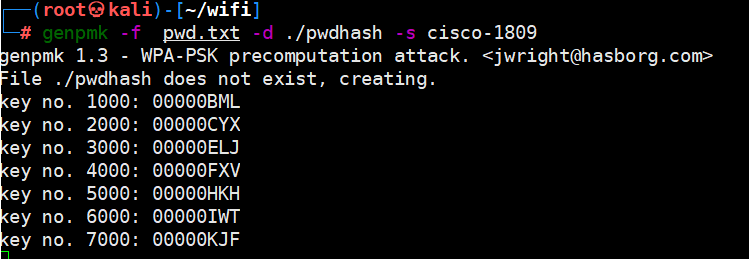 (root㉿kali)-[~/wifi]
# genpmk -f  pwd.txt -d ./pwdhash -s cisco-1809
genpmk 1.3 - WPA-PSK precomputation attack. <jwright@hasborg.com>
File ./pwdhash does not exist, creating.
key no. 1000: 00000BML
key no. 2000: 00000CYX
key no. 3000: 00000ELJ
key no. 4000: 00000FXV
key no. 5000: 00000HKH
key no. 6000: 00000IWT
key no. 7000: 00000KJF